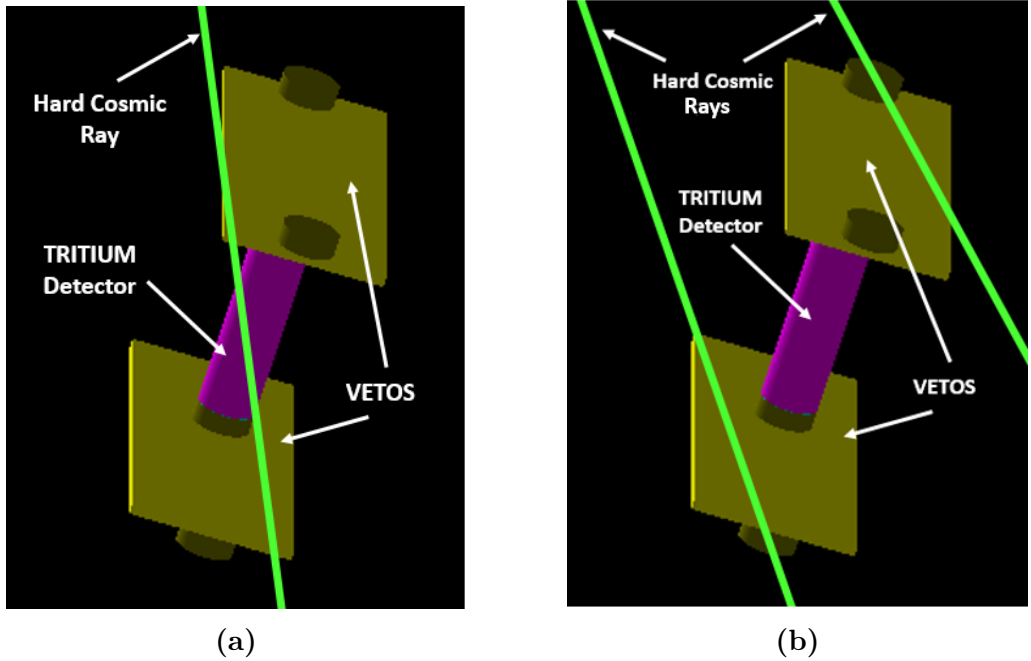 Hard Cosmic
Ray
TRITIUM
Detector
VETOS
(a)
Hard Cosmic
Rays
TRITIUM
Detector
VETOS
(b)